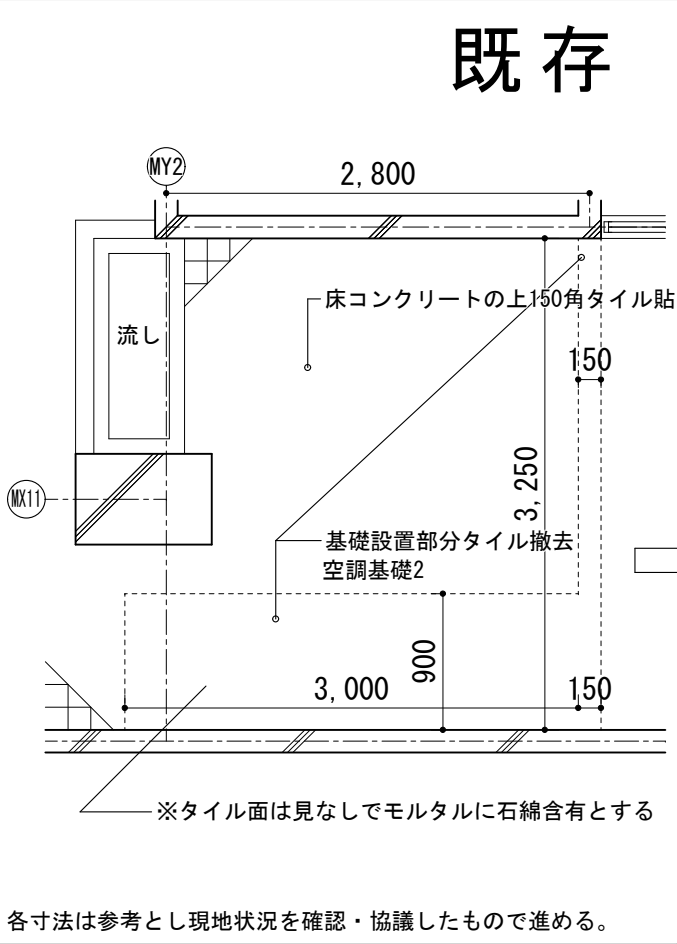 既存
MY2
2,800
床コンクリートの上150角タイル貼
流し
150
MX11
3,250
基礎設置部分タイル撤去
空調基礎2
900
3,000
150
※タイル面は見なしでモルタルに石綿含有とする
各寸法は参考とし現地状況を確認・協議したもので進める。